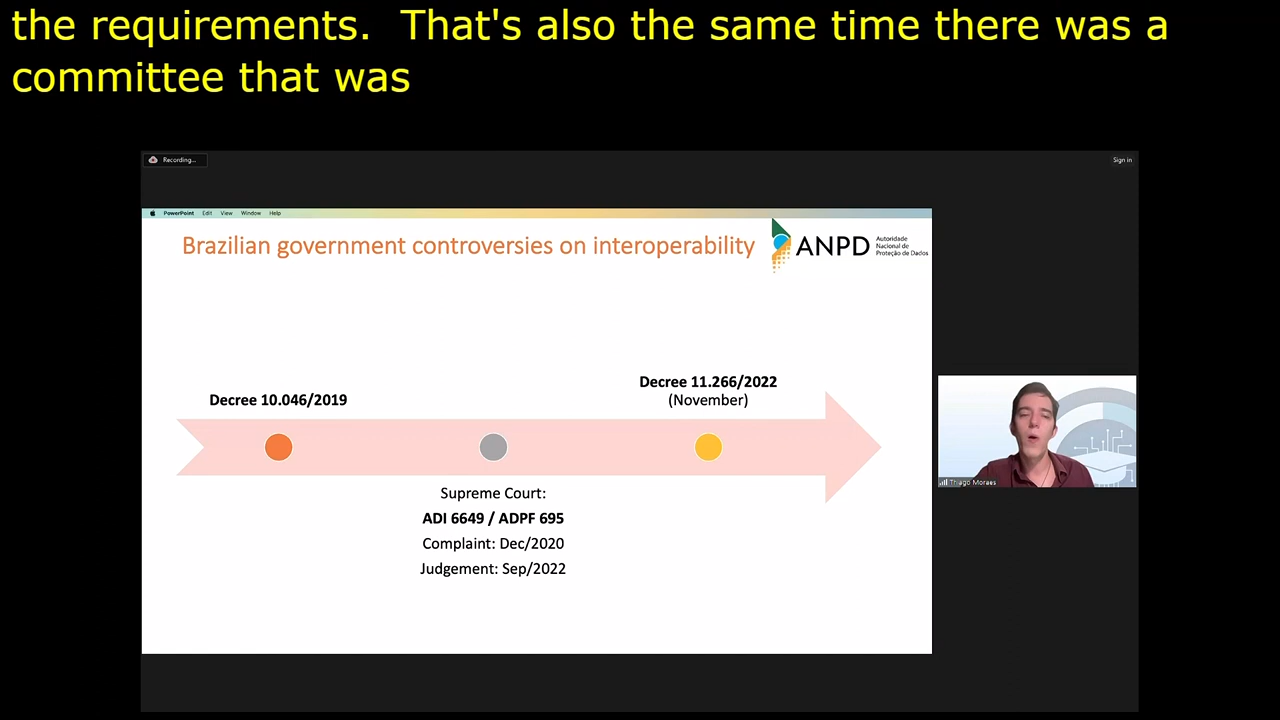 the requirements.  That's also the same time there was a
committee that was
Recording...
Sign in
PowerPoint Edit View Window Help
Brazilian government controversies on interoperability
ANPD
Autoridade
Nacional de
Proteção de Dados
Decree 11.266/2022
(November)
Decree 10.046/2019
Supreme Court:
ADI 6649 / ADPF 695
Complaint: Dec/2020
Judgement: Sep/2022
Thiago Moraes